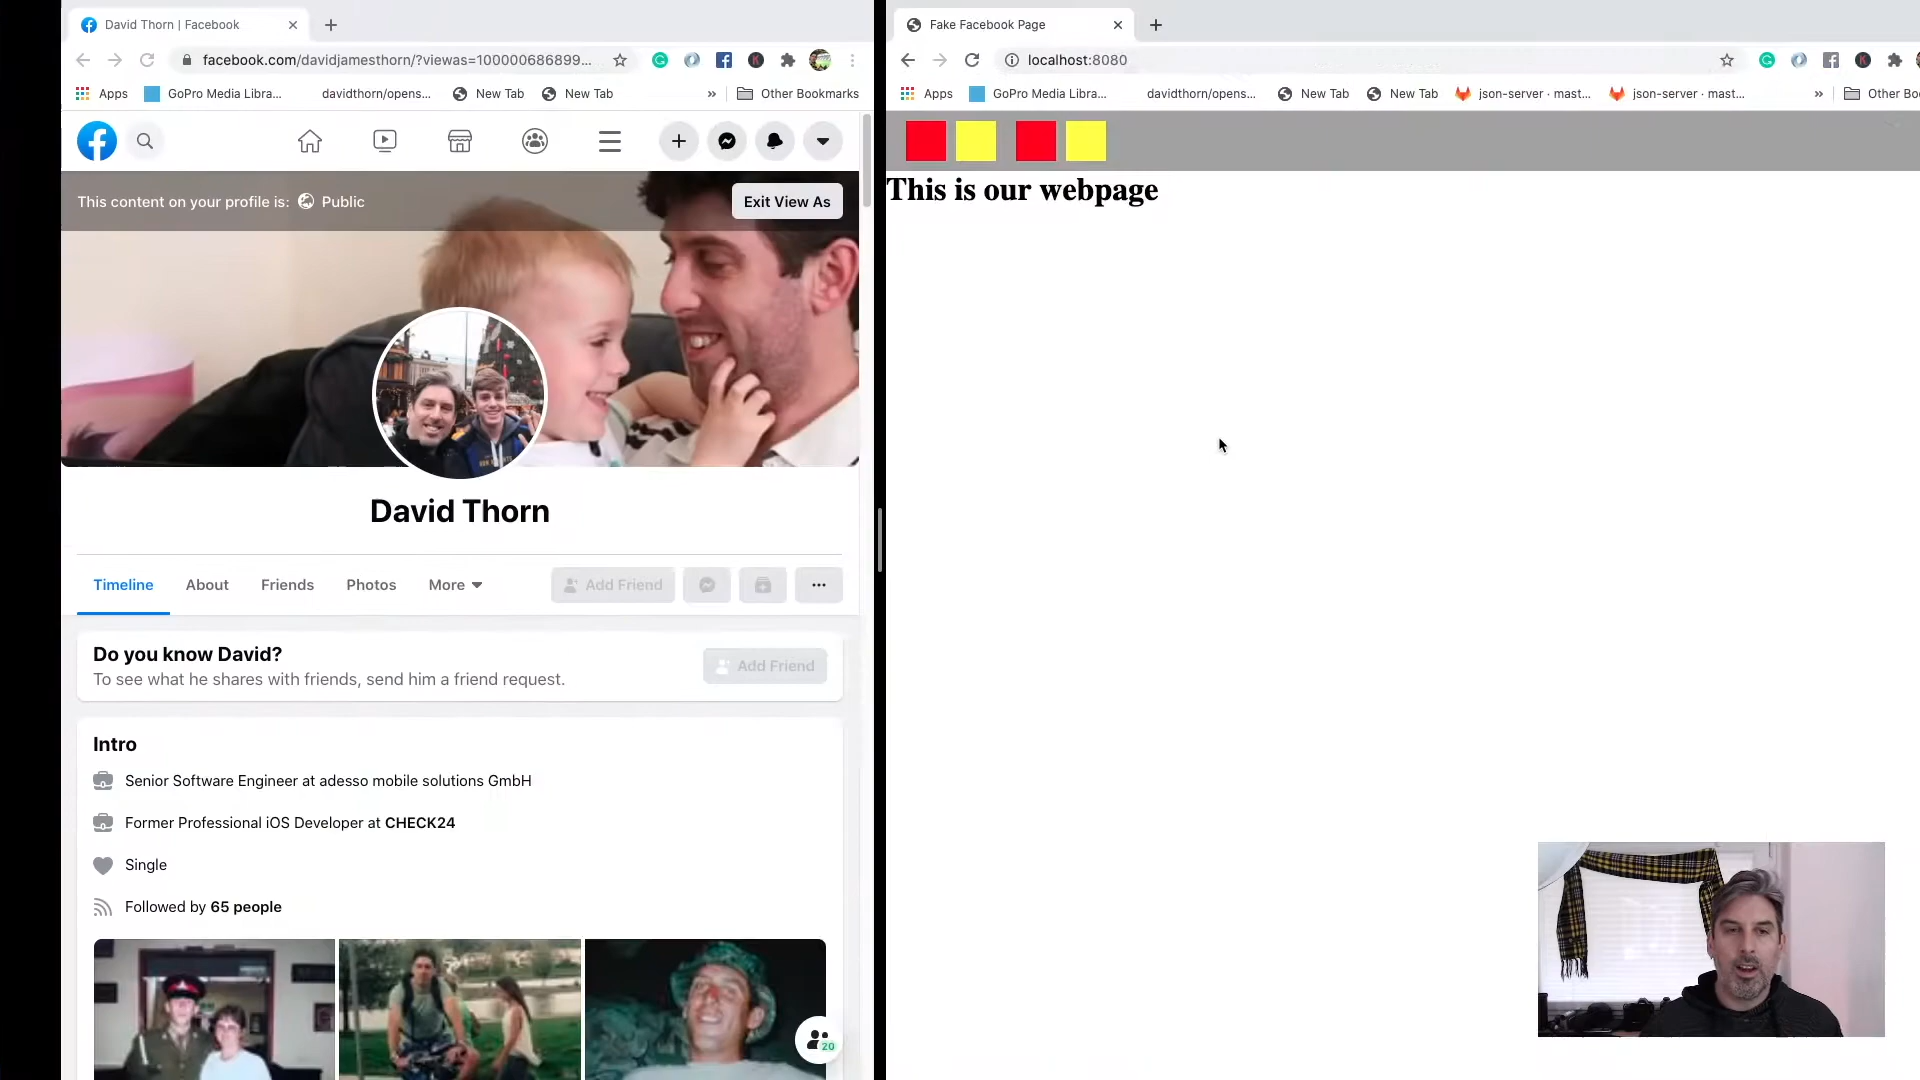 David Thorn | Facebook
facebook.com/davidjamesthorn/?viewas=100000686899...
Apps
GoPro Media Libra...
davidthorn/opens...
New Tab
New Tab
»
Other Bookmarks
This content on your profile is: Public
Exit View As
David Thorn
Timeline
About
Friends
Photos
More
Add Friend
Do you know David?
To see what he shares with friends, send him a friend request.
Add Friend
Intro
Senior Software Engineer at adesso mobile solutions GmbH
Former Professional iOS Developer at CHECK24
Single
Followed by 65 people
20
Fake Facebook Page
localhost:8080
Apps
GoPro Media Libra...
davidthorn/opens...
New Tab
New Tab
json-server · mast...
json-server · mast...
»
Other Bo
This is our webpage